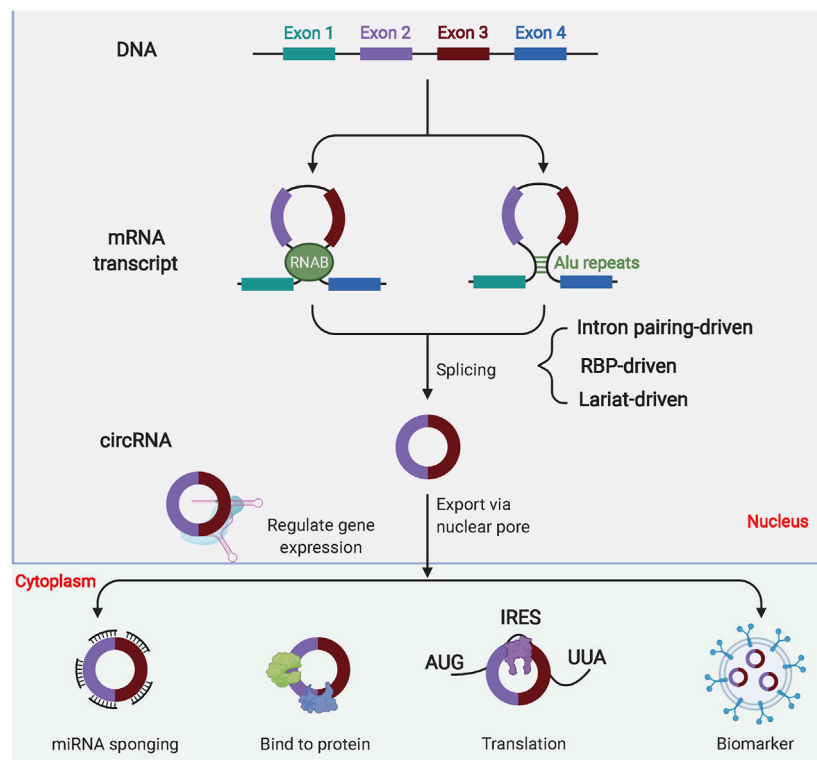 Exon 1 Exon 2 Exon 3 Exon 4
DNA
mRNA
transcript
RNAB
Alu repeats
Intron pairing-driven
RBP-driven
Lariat-driven
Splicing
circRNA
Export via
nuclear pore
Regulate gene
expression
Nucleus
Cytoplasm
IRES
AUG
UUA
miRNA sponging
Bind to protein
Translation
Biomarker